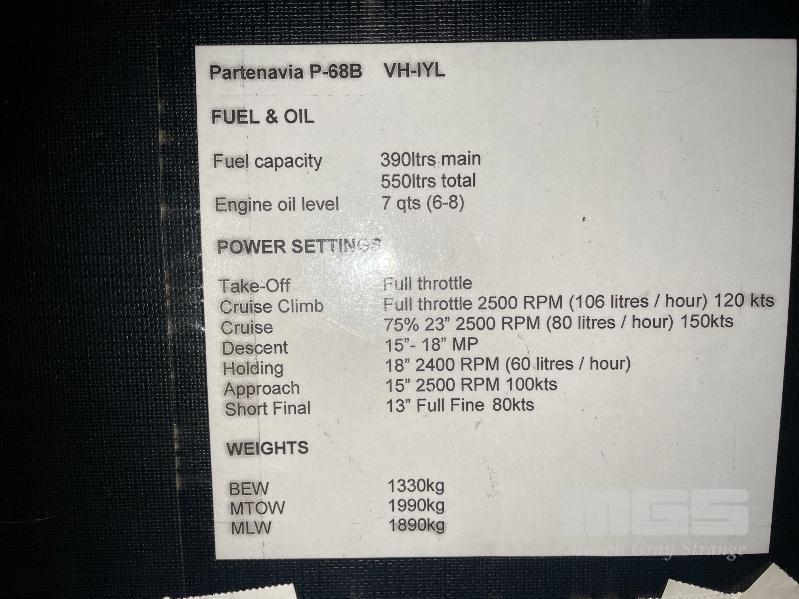 Partenavia P-68B VH-IYL
FUEL & OIL
Fuel capacity 390ltrs main
550ltrs total
Engine oil level 7 qts (6-8)
POWER SETTINGS
Take-Off Full throttle
Cruise Climb Full throttle 2500 RPM (106 litres / hour) 120 kts
Cruise 75% 23" 2500 RPM (80 litres / hour) 150kts
Descent 15"- 18" MP
Holding 18" 2400 RPM (60 litres / hour)
Approach 15" 2500 RPM 100kts
Short Final 13" Full Fine 80kts
WEIGHTS
BEW 1330kg
MTOW 1990kg
MLW 1890kg
MGS
Gray Strange